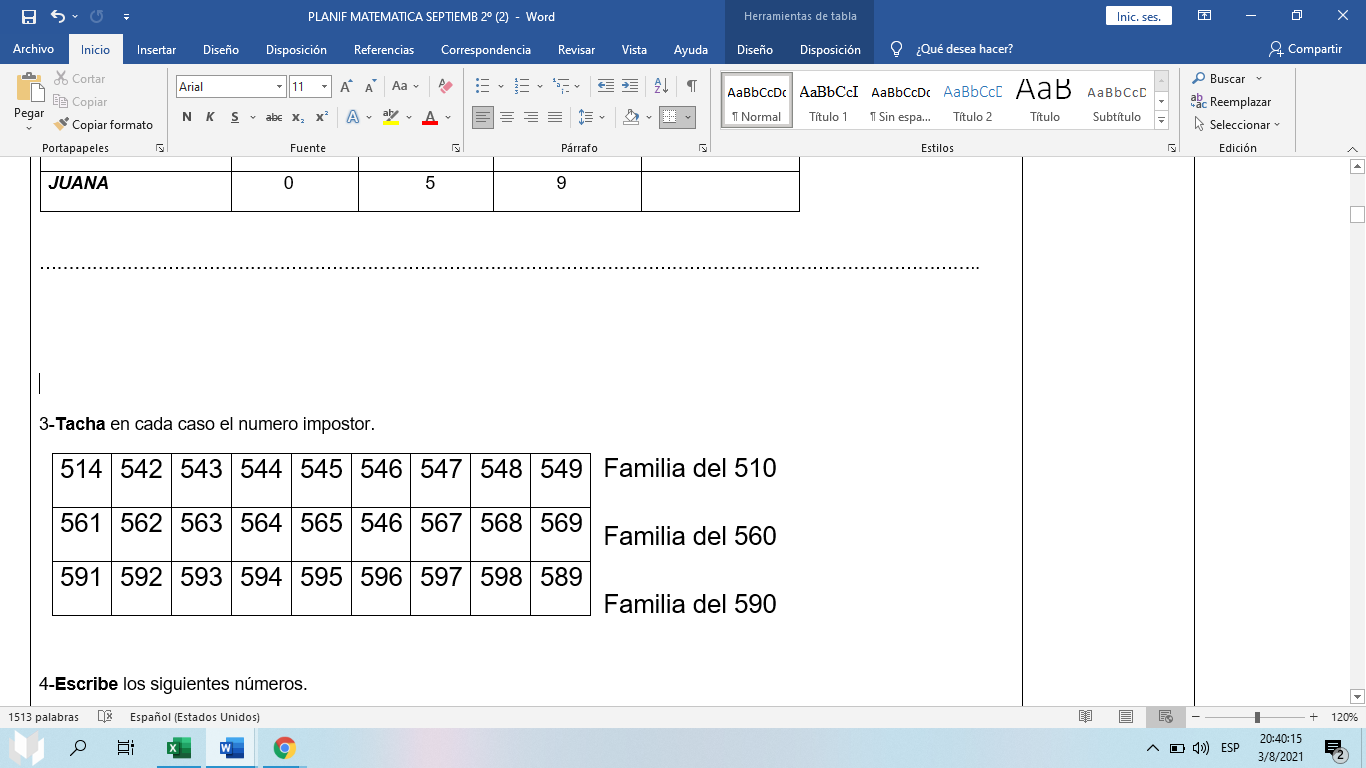 PLANIF MATEMATICA SEPTIEMB 2º (2) - Word
Herramientas de tabla
Inic. ses.
Archivo Inicio Insertar Diseño Disposición Referencias Correspondencia Revisar Vista Ayuda Diseño Disposición ¿Qué desea hacer? Compartir
Pegar
Cortar
Copiar
Copiar formato
Portapapeles
Arial 11
N K S abc x₂ x² A A
Aa
Fuente
Párrafo
AaBbCcDc AaBbCcI AaBbCcDc AaBbCcD AaB AaBbCcD
¶ Normal Título 1 ¶ Sin espa... Título 2 Título Subtítulo
Estilos
Buscar
Reemplazar
Seleccionar
Edición
JUANA 0 5 9
3-Tacha en cada caso el numero impostor.
514 542 543 544 545 546 547 548 549 Familia del 510
561 562 563 564 565 546 567 568 569 Familia del 560
591 592 593 594 595 596 597 598 589 Familia del 590
4-Escribe los siguientes números.
1513 palabras Español (Estados Unidos) 120%
ESP
20:40:15
3/8/2021
2